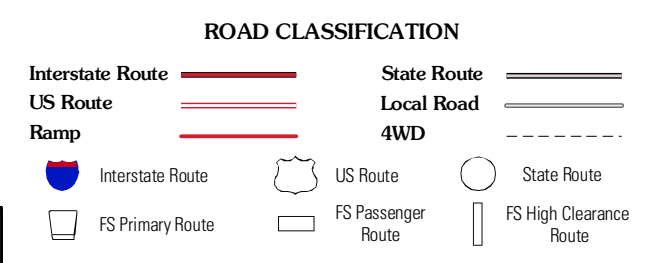 ROAD CLASSIFICATION
Interstate Route
State Route
US Route
Local Road
Ramp
4WD
Interstate Route
US Route
State Route
FS Primary Route
FS Passenger
Route
FS High Clearance
Route